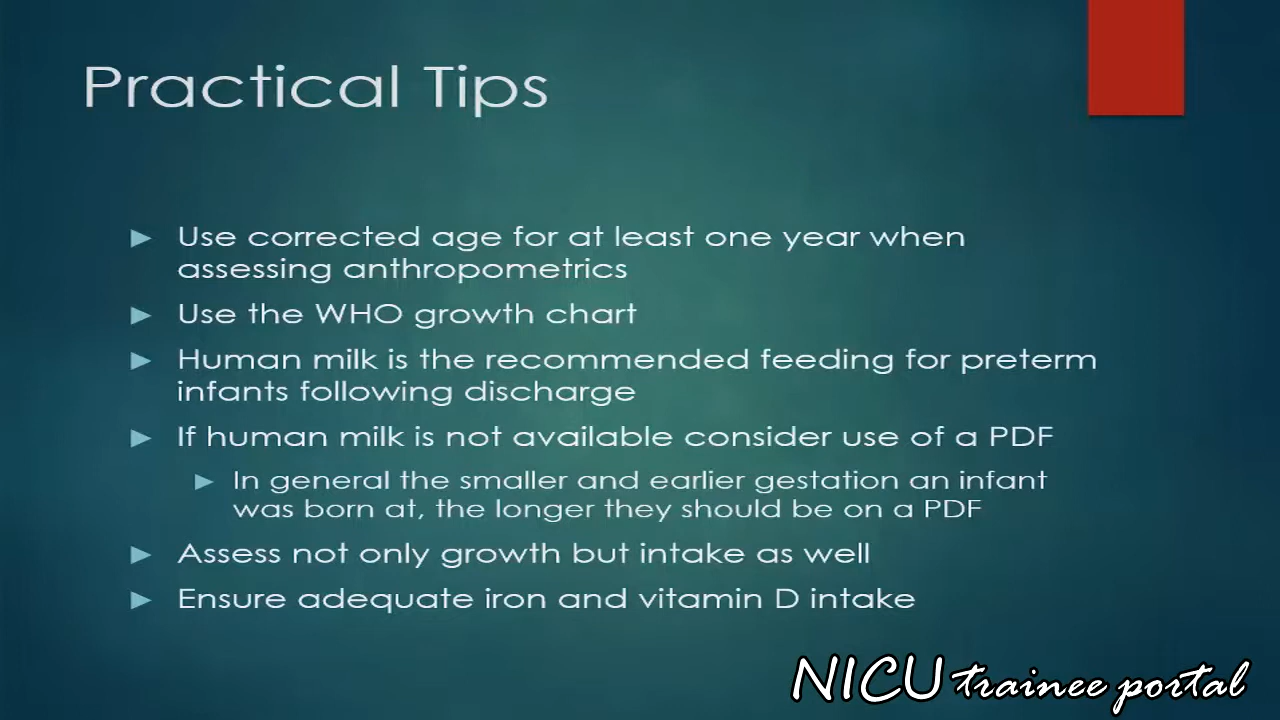 Practical Tips
Use corrected age for at least one year when
assessing anthropometrics
Use the WHO growth chart
Human milk is the recommended feeding for preterm
infants following discharge
If human milk is not available consider use of a PDF
In general the smaller and earlier gestation an infant
was born at, the longer they should be on a PDF
Assess not only growth but intake as well
Ensure adequate iron and vitamin D intake
NICU trainee portal